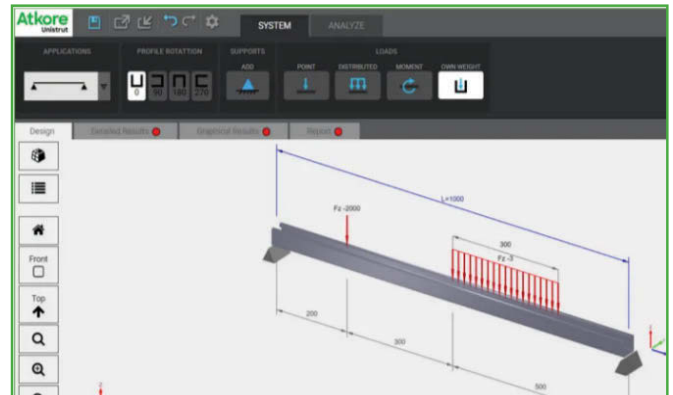 Atkore
Unistrut
SYSTEM
ANALYZE
APPLICATIONS
PROFILE ROTATTION
SUPPORTS
LOADS
ADD
POINT
DISTRIBUTED
MOMENT
OWN WEIGHT
0
90
180
270
Design
Detailed Results
Graphical Results
Report
Front
Top
L=1000
Fz -2000
300
Fz -3
200
300
500